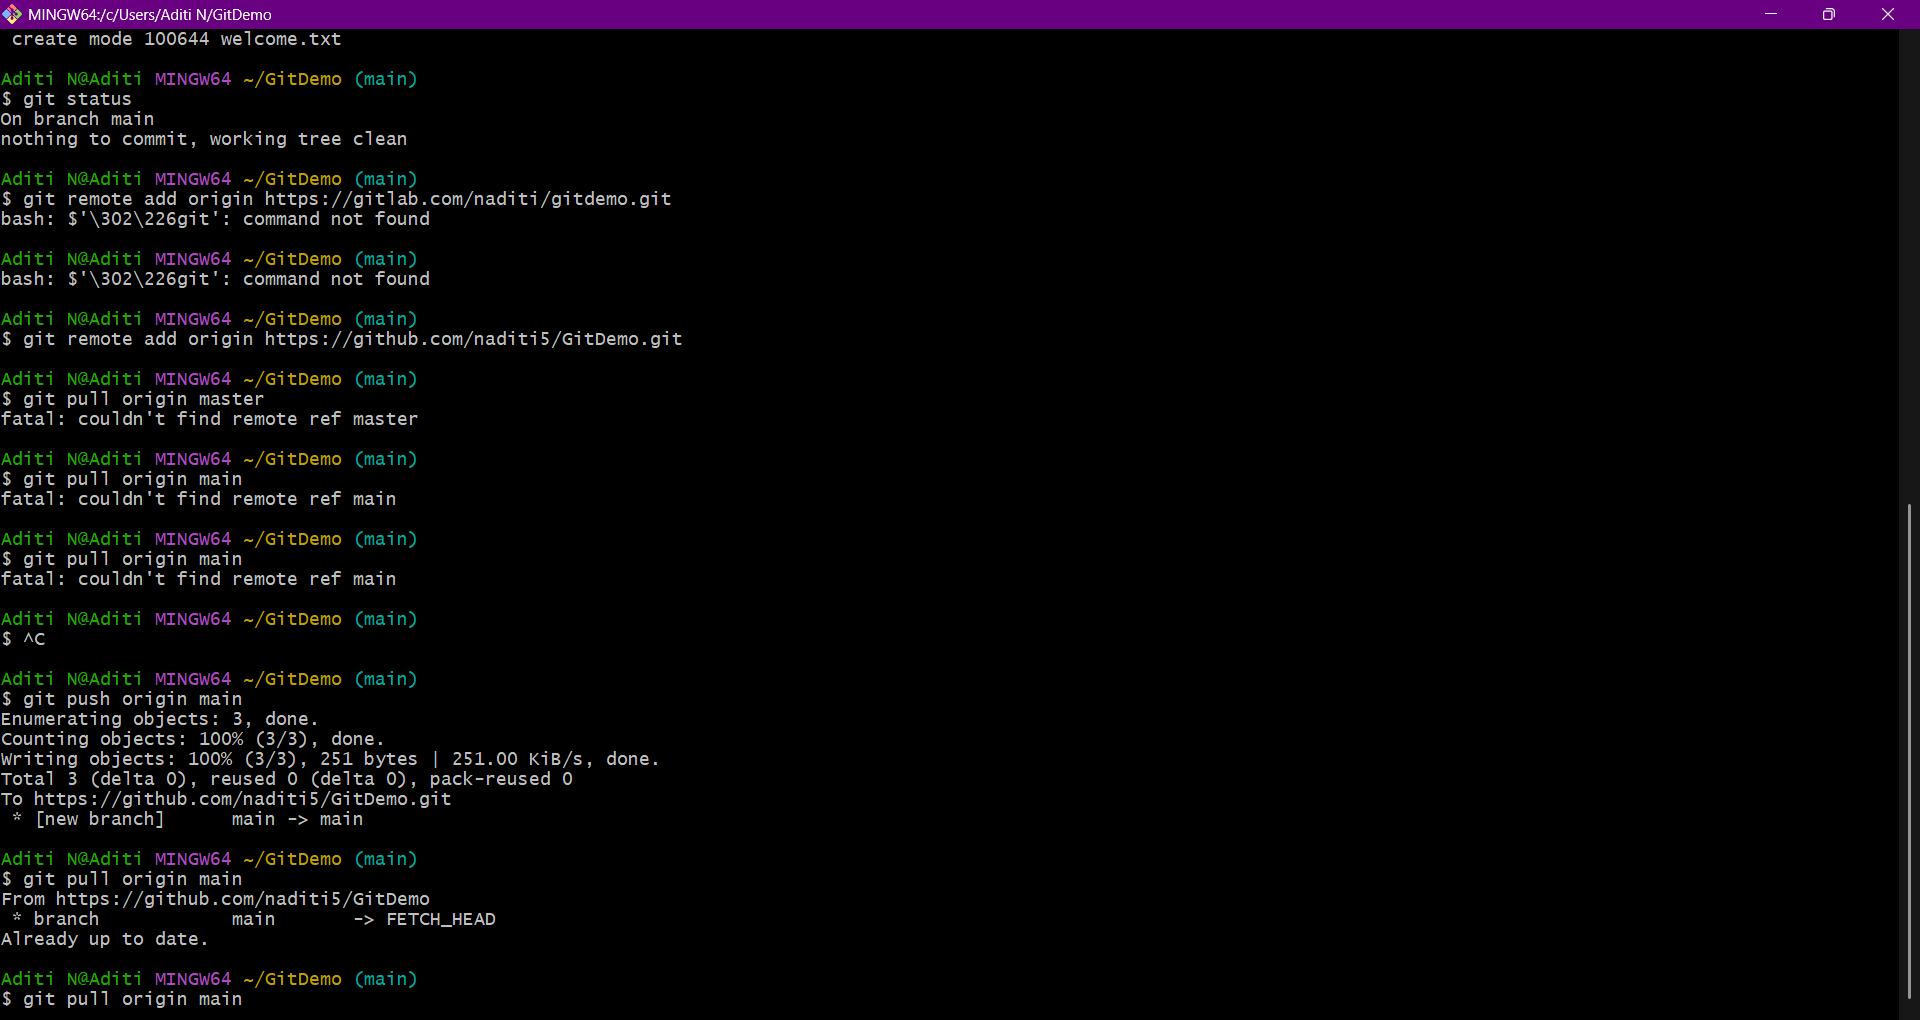 MINGW64:/c/Users/Aditi N/GitDemo
create mode 100644 welcome.txt
Aditi N@Aditi MINGW64 ~/GitDemo (main)
$ git status
On branch main
nothing to commit, working tree clean
Aditi N@Aditi MINGW64 ~/GitDemo (main)
$ git remote add origin https://gitlab.com/naditi/gitdemo.git
bash: $'\302\226git': command not found
Aditi N@Aditi MINGW64 ~/GitDemo (main)
bash: $'\302\226git': command not found
Aditi N@Aditi MINGW64 ~/GitDemo (main)
$ git remote add origin https://github.com/naditi5/GitDemo.git
Aditi N@Aditi MINGW64 ~/GitDemo (main)
$ git pull origin master
fatal: couldn't find remote ref master
Aditi N@Aditi MINGW64 ~/GitDemo (main)
$ git pull origin main
fatal: couldn't find remote ref main
Aditi N@Aditi MINGW64 ~/GitDemo (main)
$ git pull origin main
fatal: couldn't find remote ref main
Aditi N@Aditi MINGW64 ~/GitDemo (main)
$ ^C
Aditi N@Aditi MINGW64 ~/GitDemo (main)
$ git push origin main
Enumerating objects: 3, done.
Counting objects: 100% (3/3), done.
Writing objects: 100% (3/3), 251 bytes | 251.00 KiB/s, done.
Total 3 (delta 0), reused 0 (delta 0), pack-reused 0
To https://github.com/naditi5/GitDemo.git
* [new branch]      main -> main
Aditi N@Aditi MINGW64 ~/GitDemo (main)
$ git pull origin main
From https://github.com/naditi5/GitDemo
* branch            main       -> FETCH_HEAD
Already up to date.
Aditi N@Aditi MINGW64 ~/GitDemo (main)
$ git pull origin main